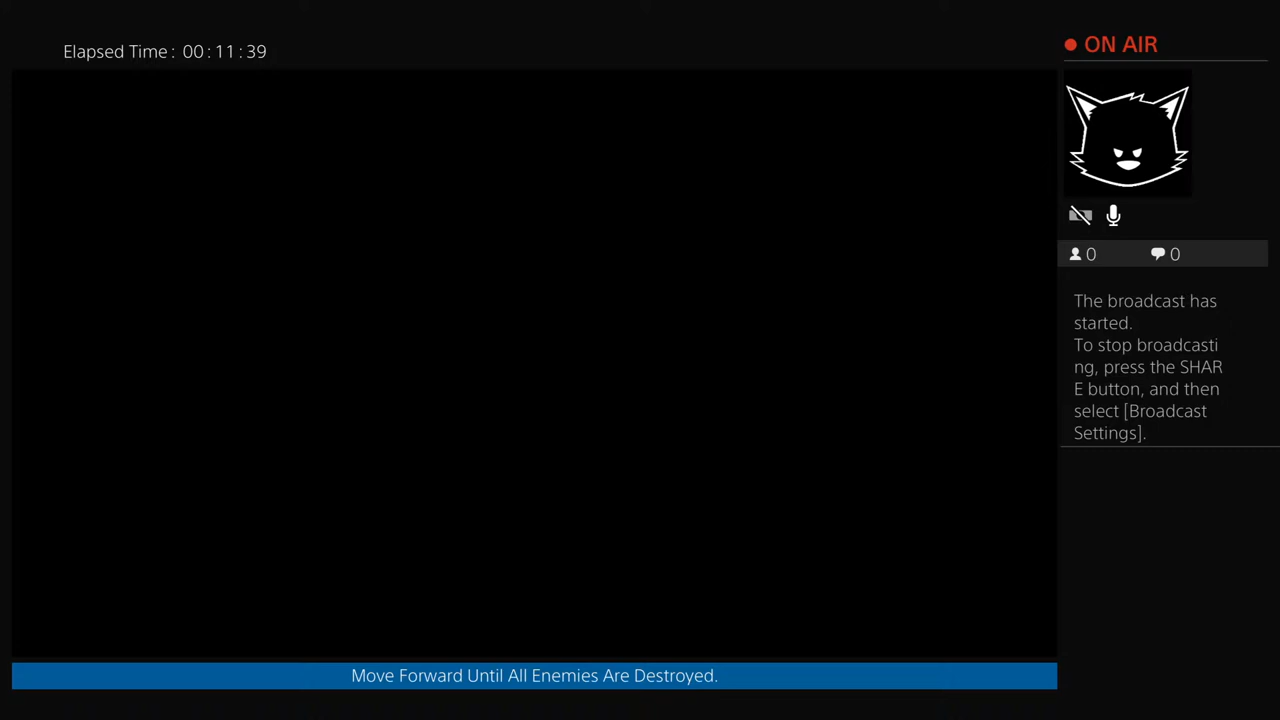 Elapsed Time : 00 : 11 : 39
ON AIR
0 0
The broadcast has
started.
To stop broadcasti
ng, press the SHAR
E button, and then
select [Broadcast
Settings].
Move Forward Until All Enemies Are Destroyed.